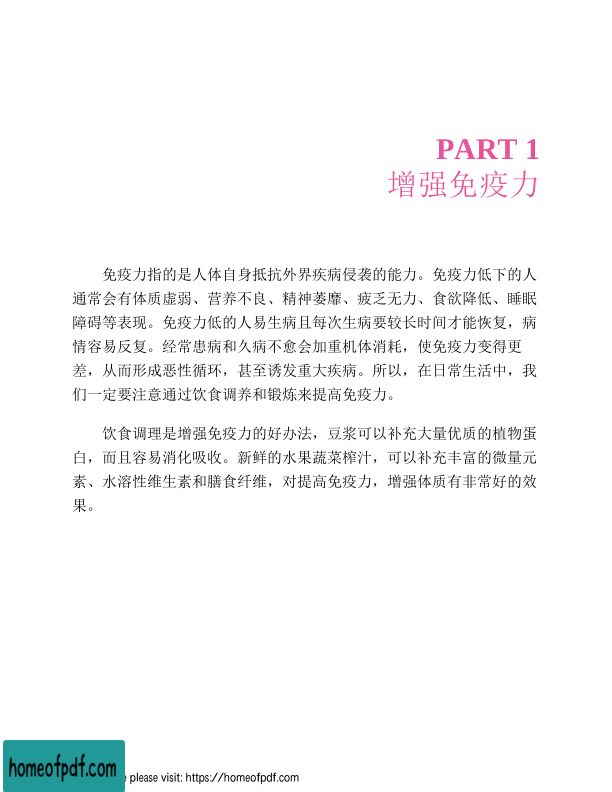 PART 1
增强免疫力
免疫力指的是人体自身抵抗外界疾病侵袭的能力。免疫力低下的人
通常会有体质虚弱、营养不良、精神萎靡、疲乏无力、食欲降低、睡眠
障碍等表现。免疫力低的人易生病且每次生病要较长时间才能恢复，病
情容易反复。经常患病和久病不愈会加重机体消耗，使免疫力变得更
差，从而形成恶性循环，甚至诱发重大疾病。所以，在日常生活中，我
们一定要注意通过饮食调养和锻炼来提高免疫力。
饮食调理是增强免疫力的好办法，豆浆可以补充大量优质的植物蛋
白，而且容易消化吸收。新鲜的水果蔬菜榨汁，可以补充丰富的微量元
素、水溶性维生素和膳食纤维，对提高免疫力，增强体质有非常好的效
果。
homeofpdf.com
please visit: https://homeofpdf.com